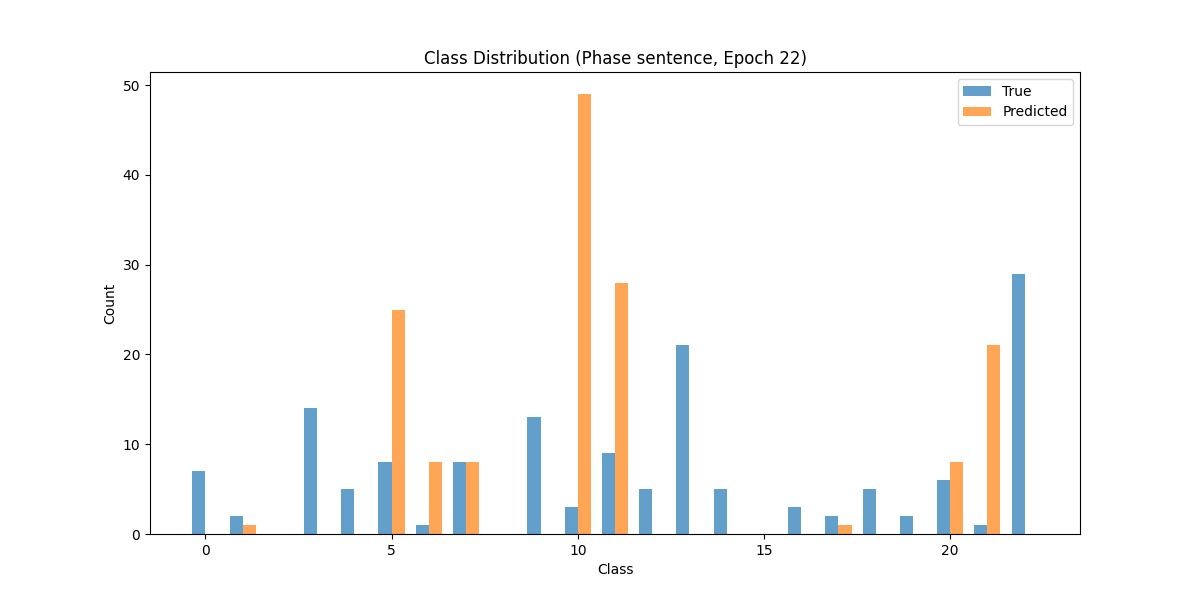 Class Distribution (Phase sentence, Epoch 22)
True
Predicted
50
40
30
20
10
0
Count
0 5 10 15 20
Class